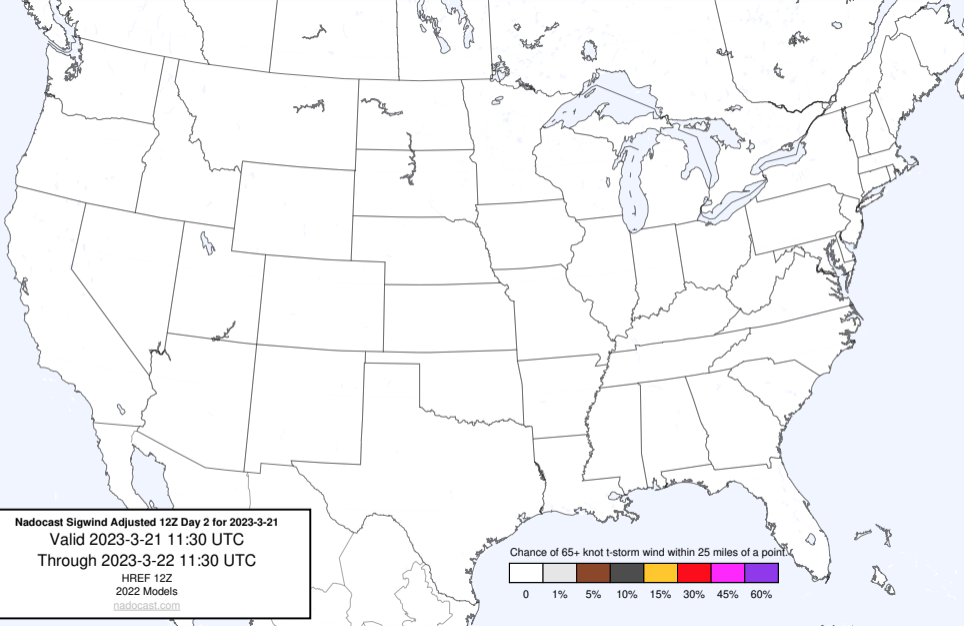 Nadocast Sigwind Adjusted 12Z Day 2 for 2023-3-21
Valid 2023-3-21 11:30 UTC
Through 2023-3-22 11:30 UTC
HREF 12Z
2022 Models
nadocast.com
Chance of 65+ knot t-storm wind within 25 miles of a point.
0 1% 5% 10% 15% 30% 45% 60%